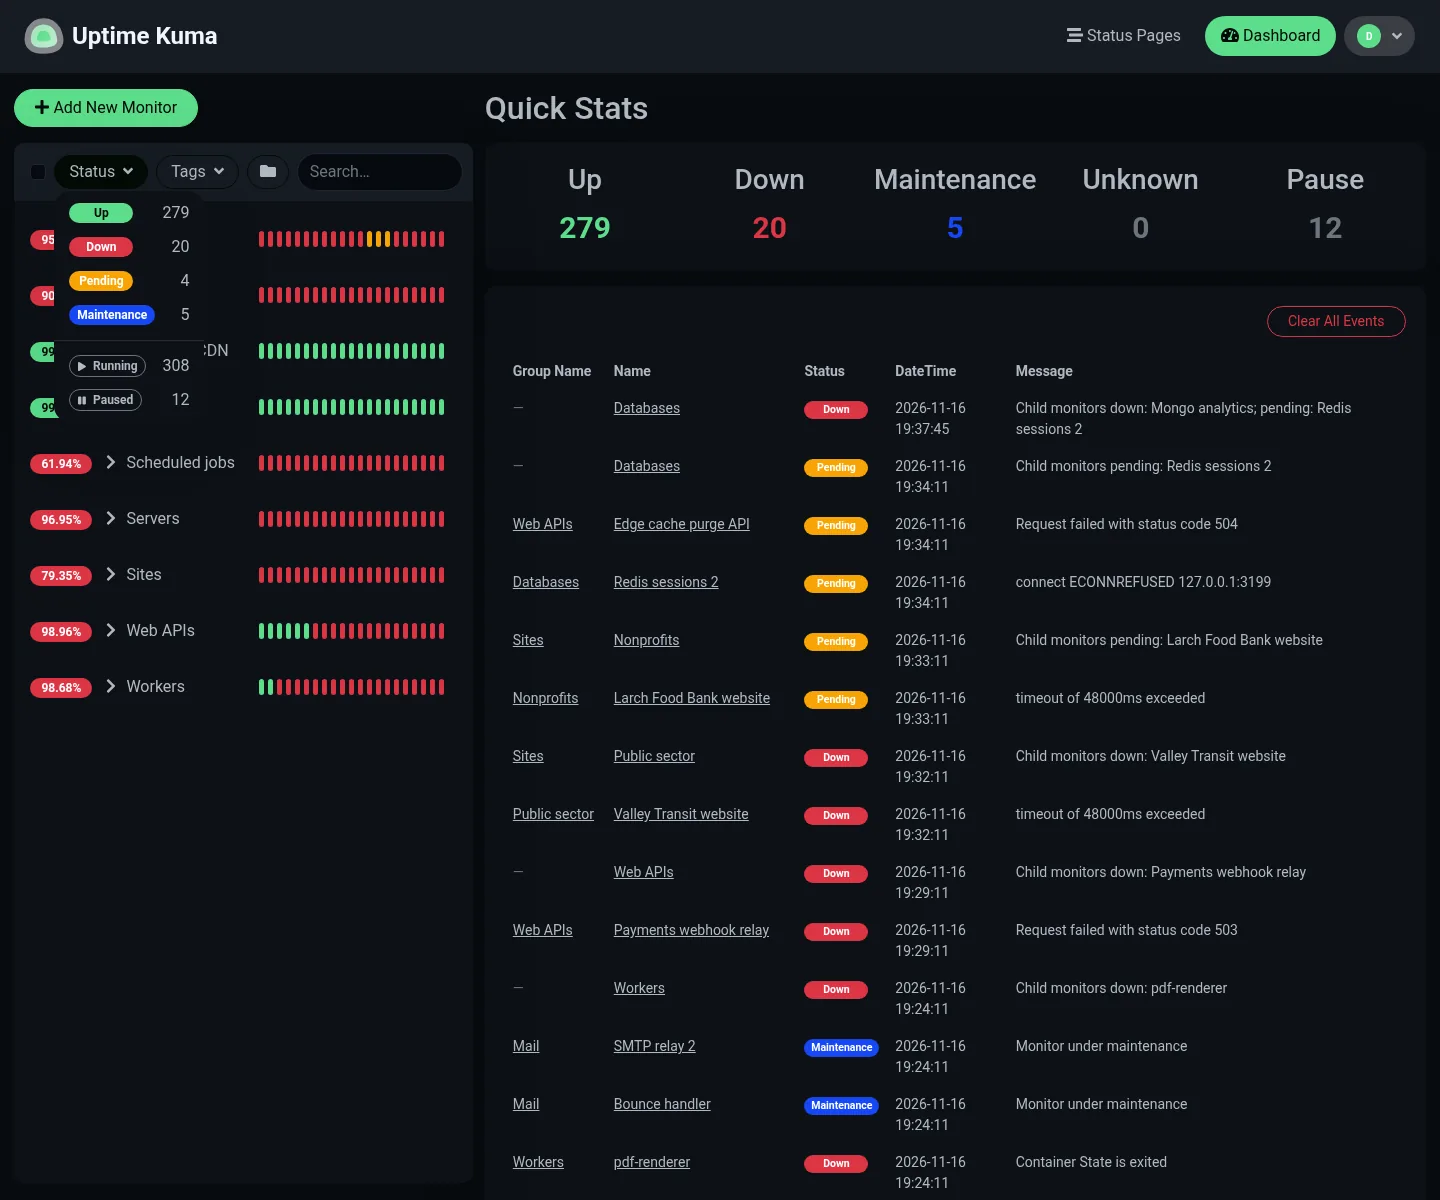 Uptime Kuma
Status Pages
Dashboard
D
Add New Monitor
Status
Tags
Search...
Up 279
Down 20
Pending 4
Maintenance 5
Running 308
Paused 12
95
90
99
CDN
99
61.94% Scheduled jobs
96.95% Servers
79.35% Sites
98.96% Web APIs
98.68% Workers
Quick Stats
Up Down Maintenance Unknown Pause
279 20 5 0 12
Clear All Events
Group Name Name Status DateTime Message
— Databases Down 2026-11-16 19:37:45 Child monitors down: Mongo analytics; pending: Redis sessions 2
— Databases Pending 2026-11-16 19:34:11 Child monitors pending: Redis sessions 2
Web APIs Edge cache purge API Pending 2026-11-16 19:34:11 Request failed with status code 504
Databases Redis sessions 2 Pending 2026-11-16 19:34:11 connect ECONNREFUSED 127.0.0.1:3199
Sites Nonprofits Pending 2026-11-16 19:33:11 Child monitors pending: Larch Food Bank website
Nonprofits Larch Food Bank website Pending 2026-11-16 19:33:11 timeout of 48000ms exceeded
Sites Public sector Down 2026-11-16 19:32:11 Child monitors down: Valley Transit website
Public sector Valley Transit website Down 2026-11-16 19:32:11 timeout of 48000ms exceeded
— Web APIs Down 2026-11-16 19:29:11 Child monitors down: Payments webhook relay
Web APIs Payments webhook relay Down 2026-11-16 19:29:11 Request failed with status code 503
— Workers Down 2026-11-16 19:24:11 Child monitors down: pdf-renderer
Mail SMTP relay 2 Maintenance 2026-11-16 19:24:11 Monitor under maintenance
Mail Bounce handler Maintenance 2026-11-16 19:24:11 Monitor under maintenance
Workers pdf-renderer Down 2026-11-16 19:24:11 Container State is exited